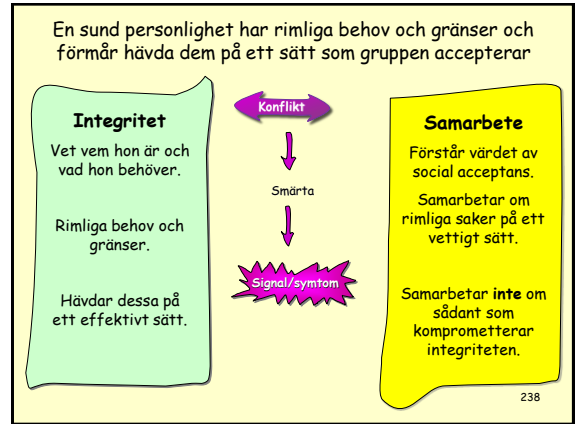 En sund personlighet har rimliga behov och gränser och
förmår hävda dem på ett sätt som gruppen accepterar
Integritet
Vet vem hon är och
vad hon behöver.
Rimliga behov och
gränser.
Hävdar dessa på
ett effektivt sätt.
Konflikt
Smärta
Signal/symtom
Samarbete
Förstår värdet av
social acceptans.
Samarbetar om
rimliga saker på ett
vettigt sätt.
Samarbetar inte om
sådant som
komprometterar
integriteten.
238